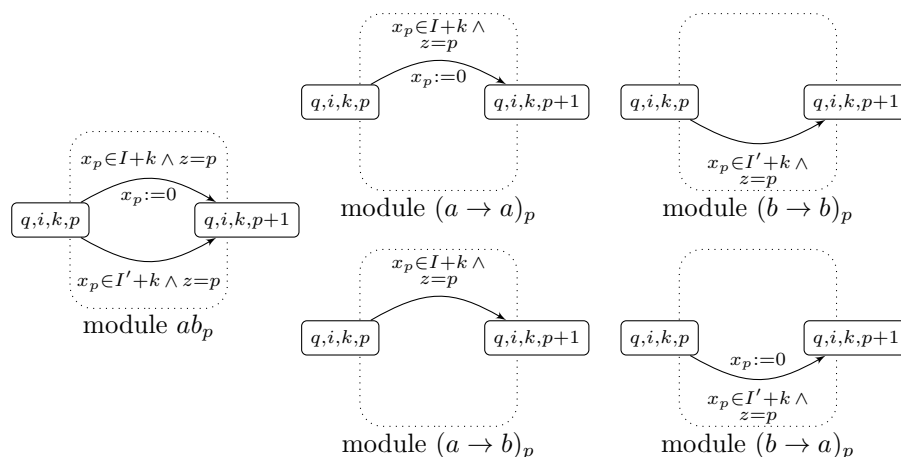 x_p∈I+k ∧
z=p
x_p:=0
q,i,k,p
q,i,k,p+1
module (a → a)_p
q,i,k,p
q,i,k,p+1
x_p∈I′+k ∧
z=p
module (b → b)_p
x_p∈I+k ∧ z=p
x_p:=0
q,i,k,p
q,i,k,p+1
x_p∈I′+k ∧ z=p
module ab_p
x_p∈I+k ∧
z=p
q,i,k,p
q,i,k,p+1
module (a → b)_p
q,i,k,p
q,i,k,p+1
x_p:=0
x_p∈I′+k ∧
z=p
module (b → a)_p